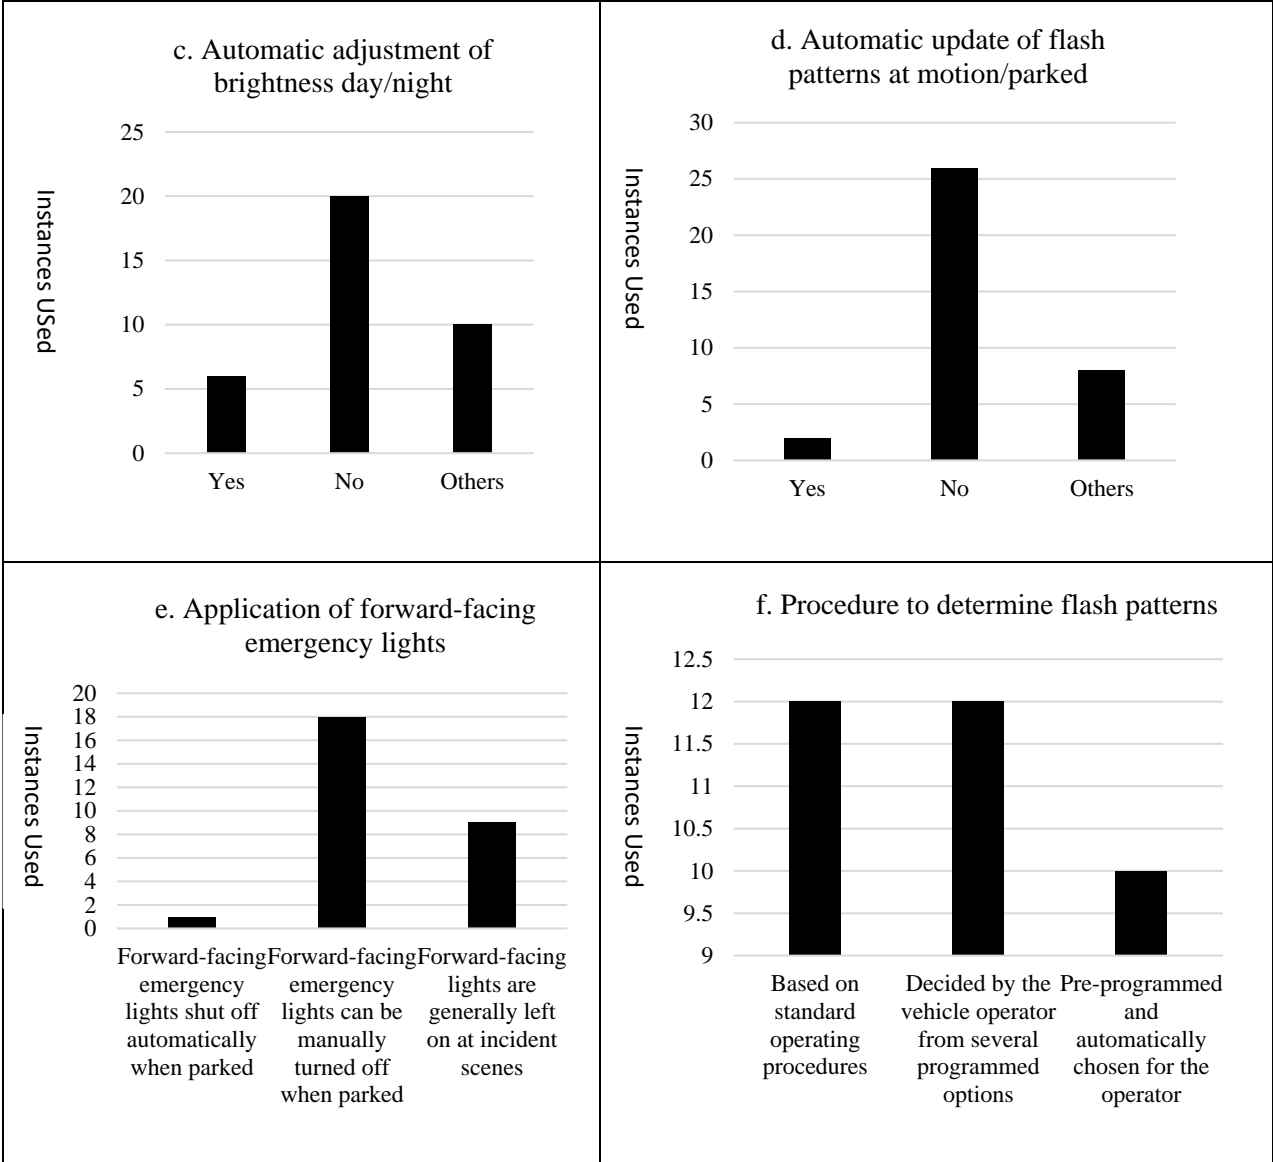 c. Automatic adjustment of
brightness day/night
Instances USed
25
20
15
10
5
0
Yes
No
Others
d. Automatic update of flash
patterns at motion/parked
Instances Used
30
25
20
15
10
5
0
Yes
No
Others
e. Application of forward-facing
emergency lights
Instances Used
20
18
16
14
12
10
8
6
4
2
0
Forward-facing
emergency
lights shut off
automatically
when parked
Forward-facing
emergency
lights can be
manually
turned off
when parked
Forward-facing
lights are
generally left
on at incident
scenes
f. Procedure to determine flash patterns
Instances Used
12.5
12
11.5
11
10.5
10
9.5
9
Based on
standard
operating
procedures
Decided by the
vehicle operator
from several
programmed
options
Pre-programmed
and
automatically
chosen for the
operator